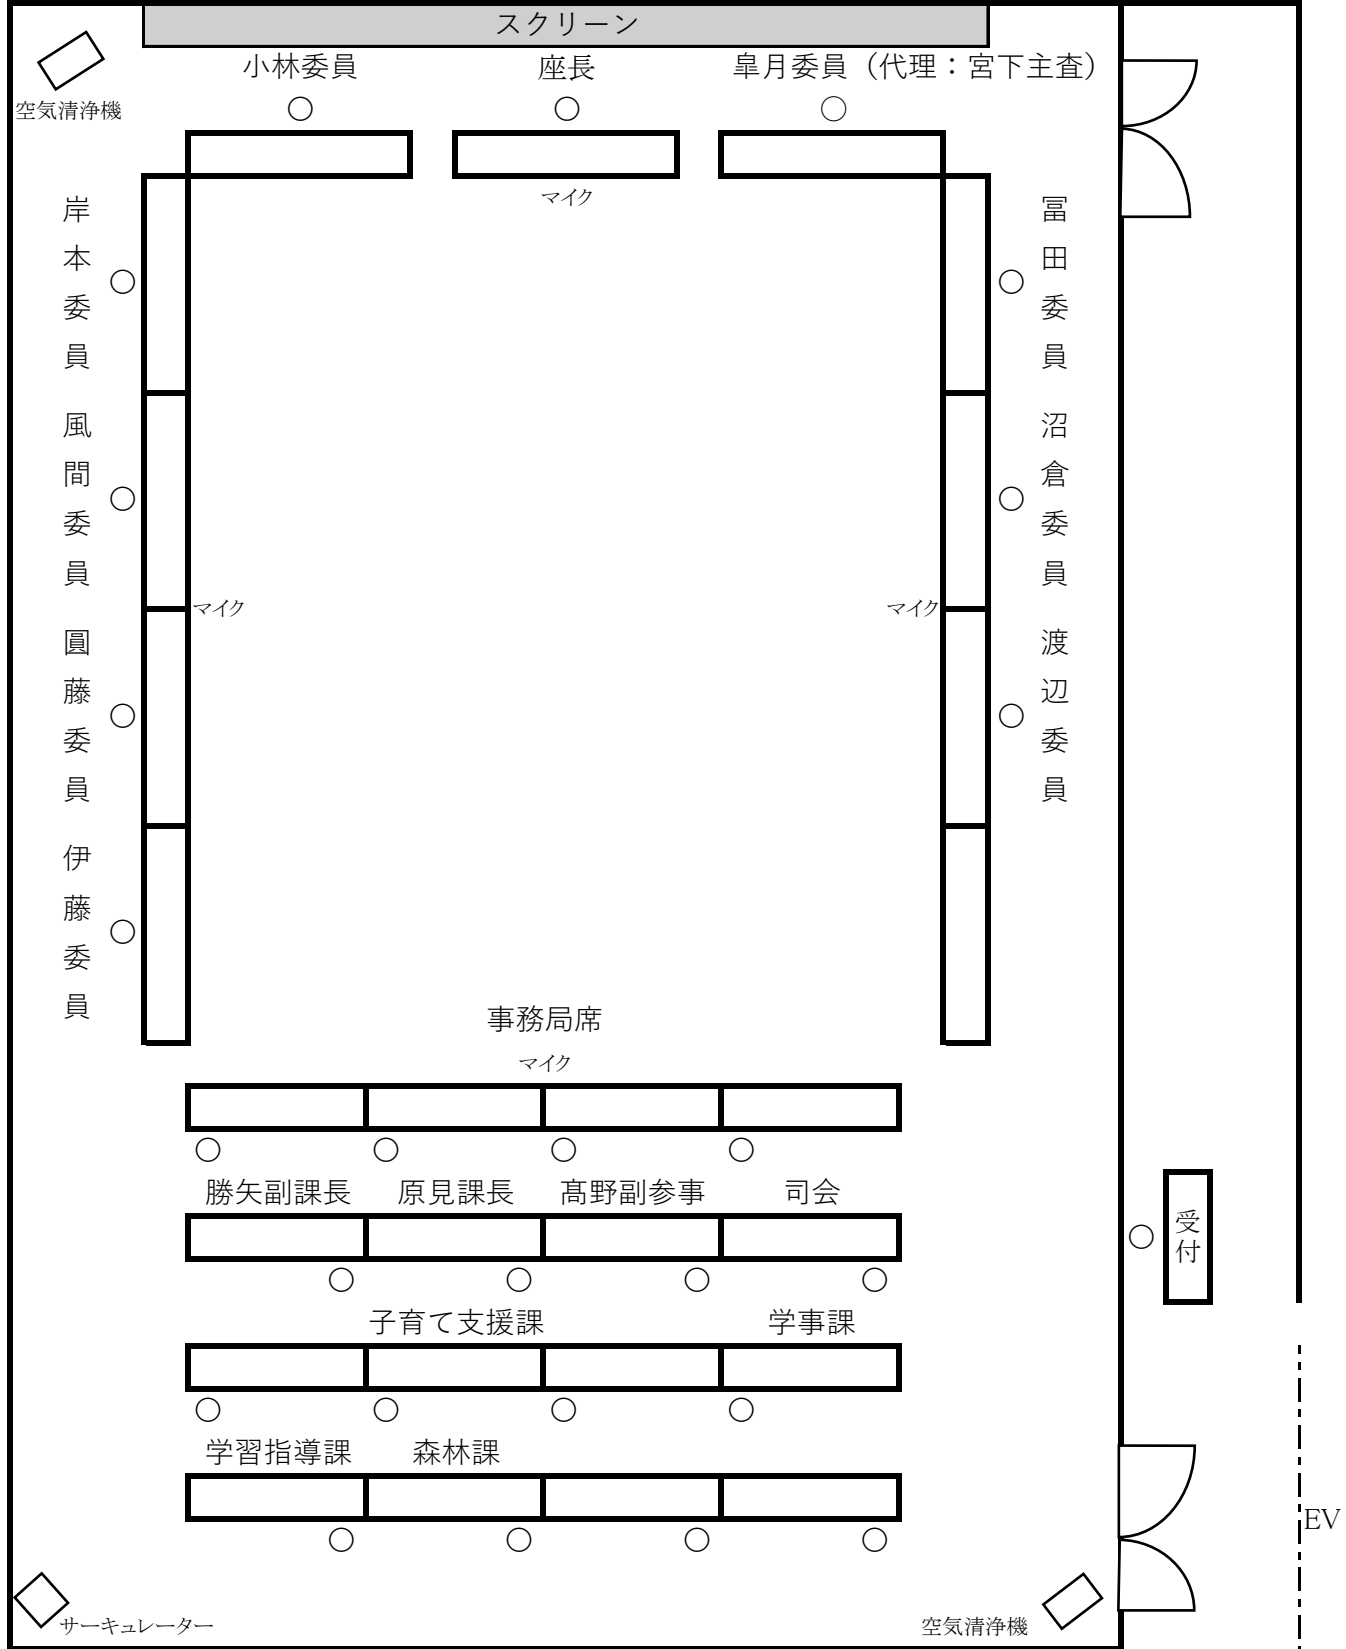 スクリーン
小林委員
座長
皐月委員（代理：宮下主査）
空気清浄機
マイク
岸本委員
風間委員
圓藤委員
伊藤委員
冨田委員
沼倉委員
渡辺委員
マイク
マイク
事務局席
マイク
勝矢副課長
原見課長
髙野副参事
司会
受付
子育て支援課
学事課
学習指導課
森林課
EV
サーキュレーター
空気清浄機